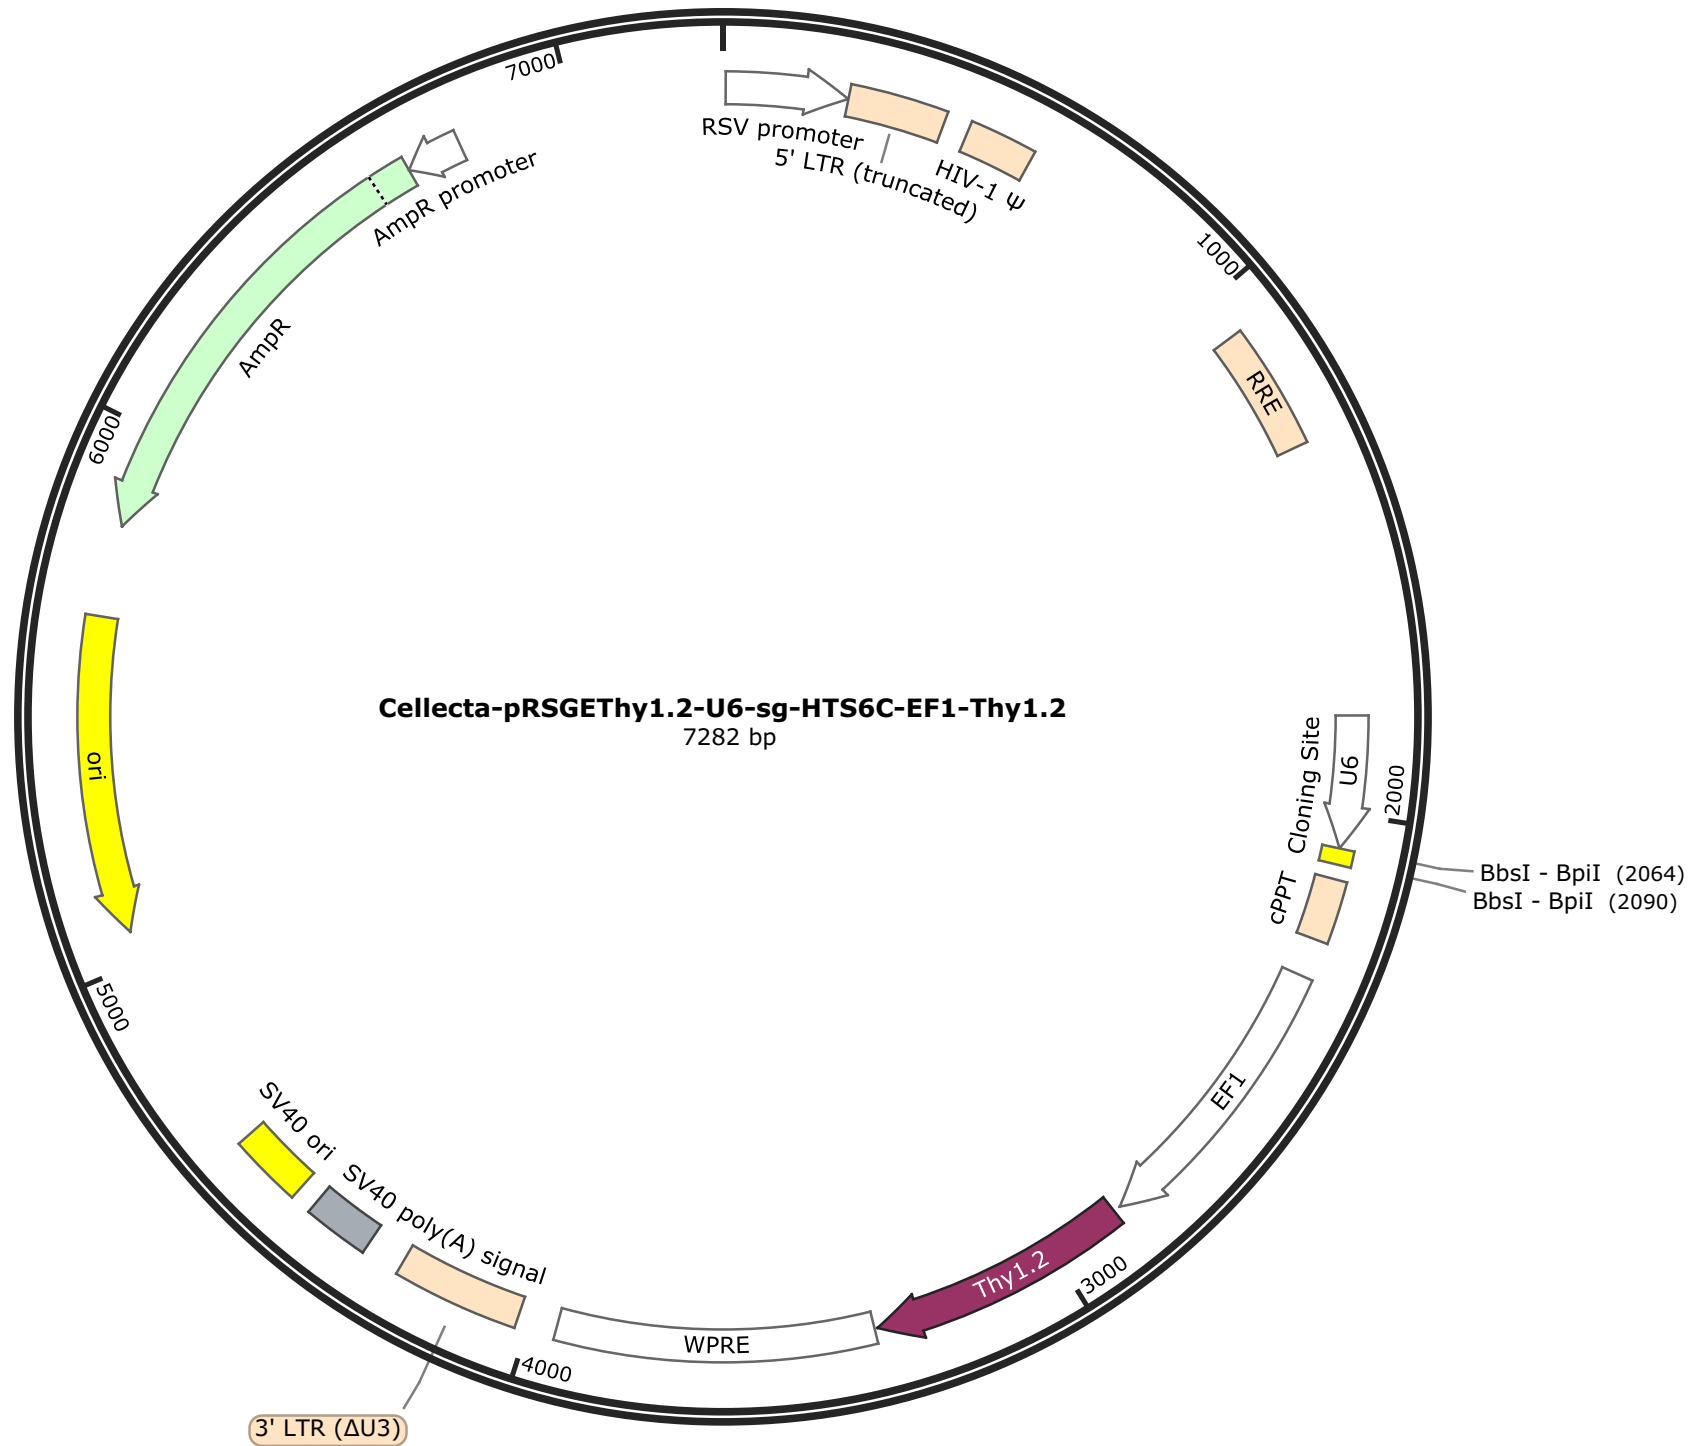 7000
RSV promoter
5' LTR (truncated)
HIV-1 Ψ
AmpR promoter
1000
AmpR
RRE
6000
Cellecta-pRSGEThy1.2-U6-sg-HTS6C-EF1-Thy1.2
7282 bp
ori
Cloning Site
U6
2000
BbsI - BpiI (2064)
BbsI - BpiI (2090)
cPPT
5000
EF1
SV40 ori
SV40 poly(A) signal
Thy1.2
3000
WPRE
4000
3' LTR (ΔU3)